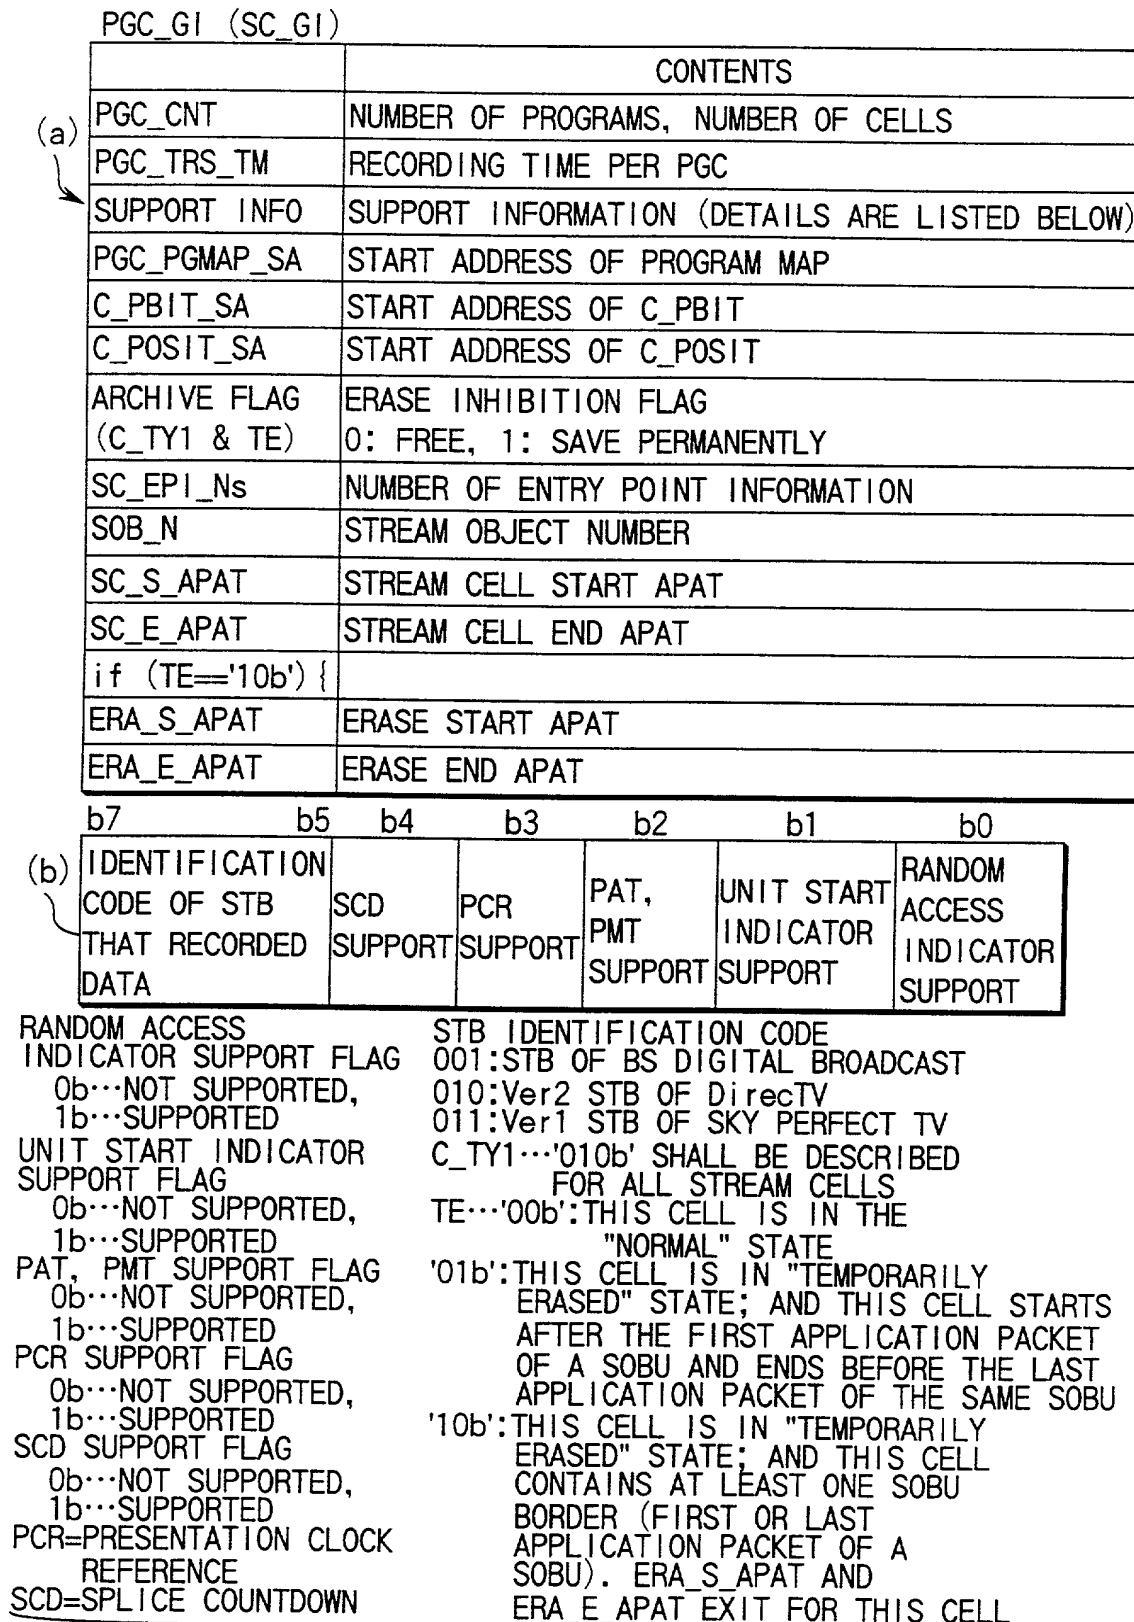 PGC_GI (SC_GI)
CONTENTS
(a)
PGC_CNT NUMBER OF PROGRAMS, NUMBER OF CELLS
PGC_TRS_TM RECORDING TIME PER PGC
SUPPORT INFO SUPPORT INFORMATION (DETAILS ARE LISTED BELOW)
PGC_PGMAP_SA START ADDRESS OF PROGRAM MAP
C_PBIT_SA START ADDRESS OF C_PBIT
C_POSIT_SA START ADDRESS OF C_POSIT
ARCHIVE FLAG ERASE INHIBITION FLAG
(C_TY1 & TE) 0: FREE, 1: SAVE PERMANENTLY
SC_EPI_Ns NUMBER OF ENTRY POINT INFORMATION
SOB_N STREAM OBJECT NUMBER
SC_S_APAT STREAM CELL START APAT
SC_E_APAT STREAM CELL END APAT
if (TE=='10b') {
ERA_S_APAT ERASE START APAT
ERA_E_APAT ERASE END APAT
b7 b5 b4 b3 b2 b1 b0
(b)
IDENTIFICATION
CODE OF STB
THAT RECORDED
DATA
SCD
SUPPORT
PCR
SUPPORT
PAT,
PMT
SUPPORT
UNIT START
INDICATOR
SUPPORT
RANDOM
ACCESS
INDICATOR
SUPPORT
RANDOM ACCESS
INDICATOR SUPPORT FLAG
0b···NOT SUPPORTED,
1b···SUPPORTED
UNIT START INDICATOR
SUPPORT FLAG
0b···NOT SUPPORTED,
1b···SUPPORTED
PAT, PMT SUPPORT FLAG
0b···NOT SUPPORTED,
1b···SUPPORTED
PCR SUPPORT FLAG
0b···NOT SUPPORTED,
1b···SUPPORTED
SCD SUPPORT FLAG
0b···NOT SUPPORTED,
1b···SUPPORTED
PCR=PRESENTATION CLOCK
REFERENCE
SCD=SPLICE COUNTDOWN
STB IDENTIFICATION CODE
001:STB OF BS DIGITAL BROADCAST
010:Ver2 STB OF DirecTV
011:Ver1 STB OF SKY PERFECT TV
C_TY1···'010b' SHALL BE DESCRIBED
FOR ALL STREAM CELLS
TE···'00b':THIS CELL IS IN THE
"NORMAL" STATE
'01b':THIS CELL IS IN "TEMPORARILY
ERASED" STATE; AND THIS CELL STARTS
AFTER THE FIRST APPLICATION PACKET
OF A SOBU AND ENDS BEFORE THE LAST
APPLICATION PACKET OF THE SAME SOBU
'10b':THIS CELL IS IN "TEMPORARILY
ERASED" STATE; AND THIS CELL
CONTAINS AT LEAST ONE SOBU
BORDER (FIRST OR LAST
APPLICATION PACKET OF A
SOBU). ERA_S_APAT AND
ERA_E_APAT EXIT FOR THIS CELL